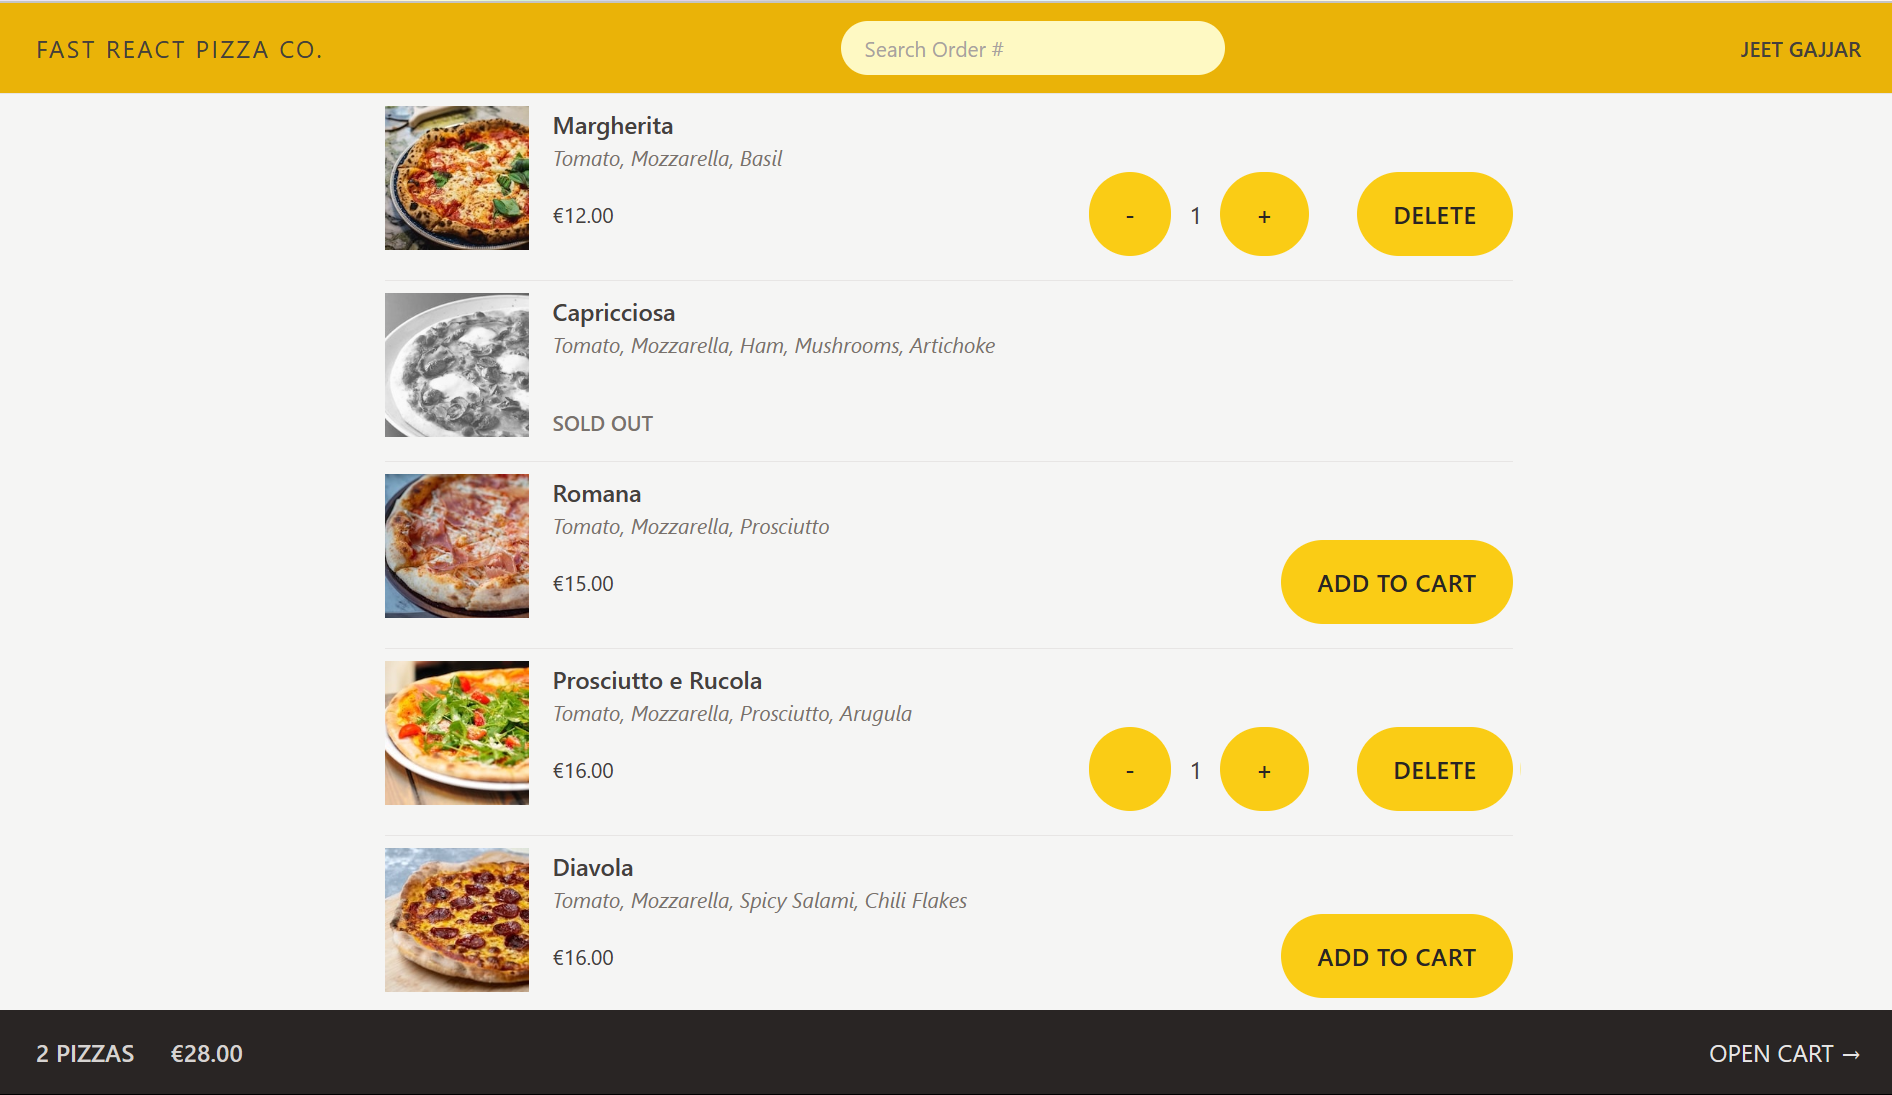 FAST REACT PIZZA CO.
Search Order #
JEET GAJJAR
Margherita
Tomato, Mozzarella, Basil
€12.00
- 1 + DELETE
Capricciosa
Tomato, Mozzarella, Ham, Mushrooms, Artichoke
SOLD OUT
Romana
Tomato, Mozzarella, Prosciutto
€15.00
ADD TO CART
Prosciutto e Rucola
Tomato, Mozzarella, Prosciutto, Arugula
€16.00
- 1 + DELETE
Diavola
Tomato, Mozzarella, Spicy Salami, Chili Flakes
€16.00
ADD TO CART
2 PIZZAS €28.00
OPEN CART →